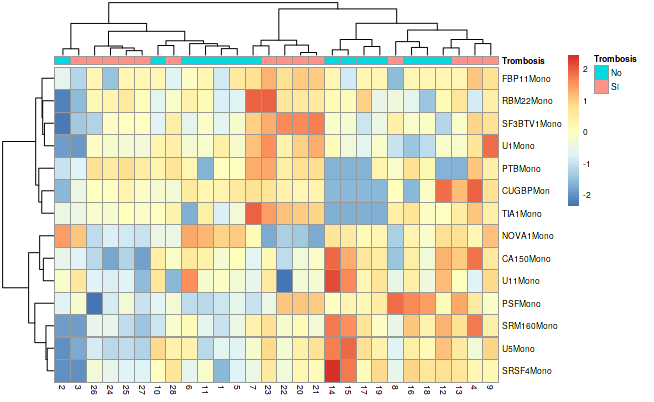 Trombosis
FBP11Mono
RBM22Mono
SF3BTV1Mono
U1Mono
PTBMono
CUGBPMon
TIA1Mono
NOVA1Mono
CA150Mono
U11Mono
PSFMono
SRM160Mono
U5Mono
SRSF4Mono
2 3 26 24 25 27 10 28 6 11 1 5 7 23 22 20 21 14 15 17 19 8 16 18 12 13 4 9
2
1
0
-1
-2
Trombosis
No
SI